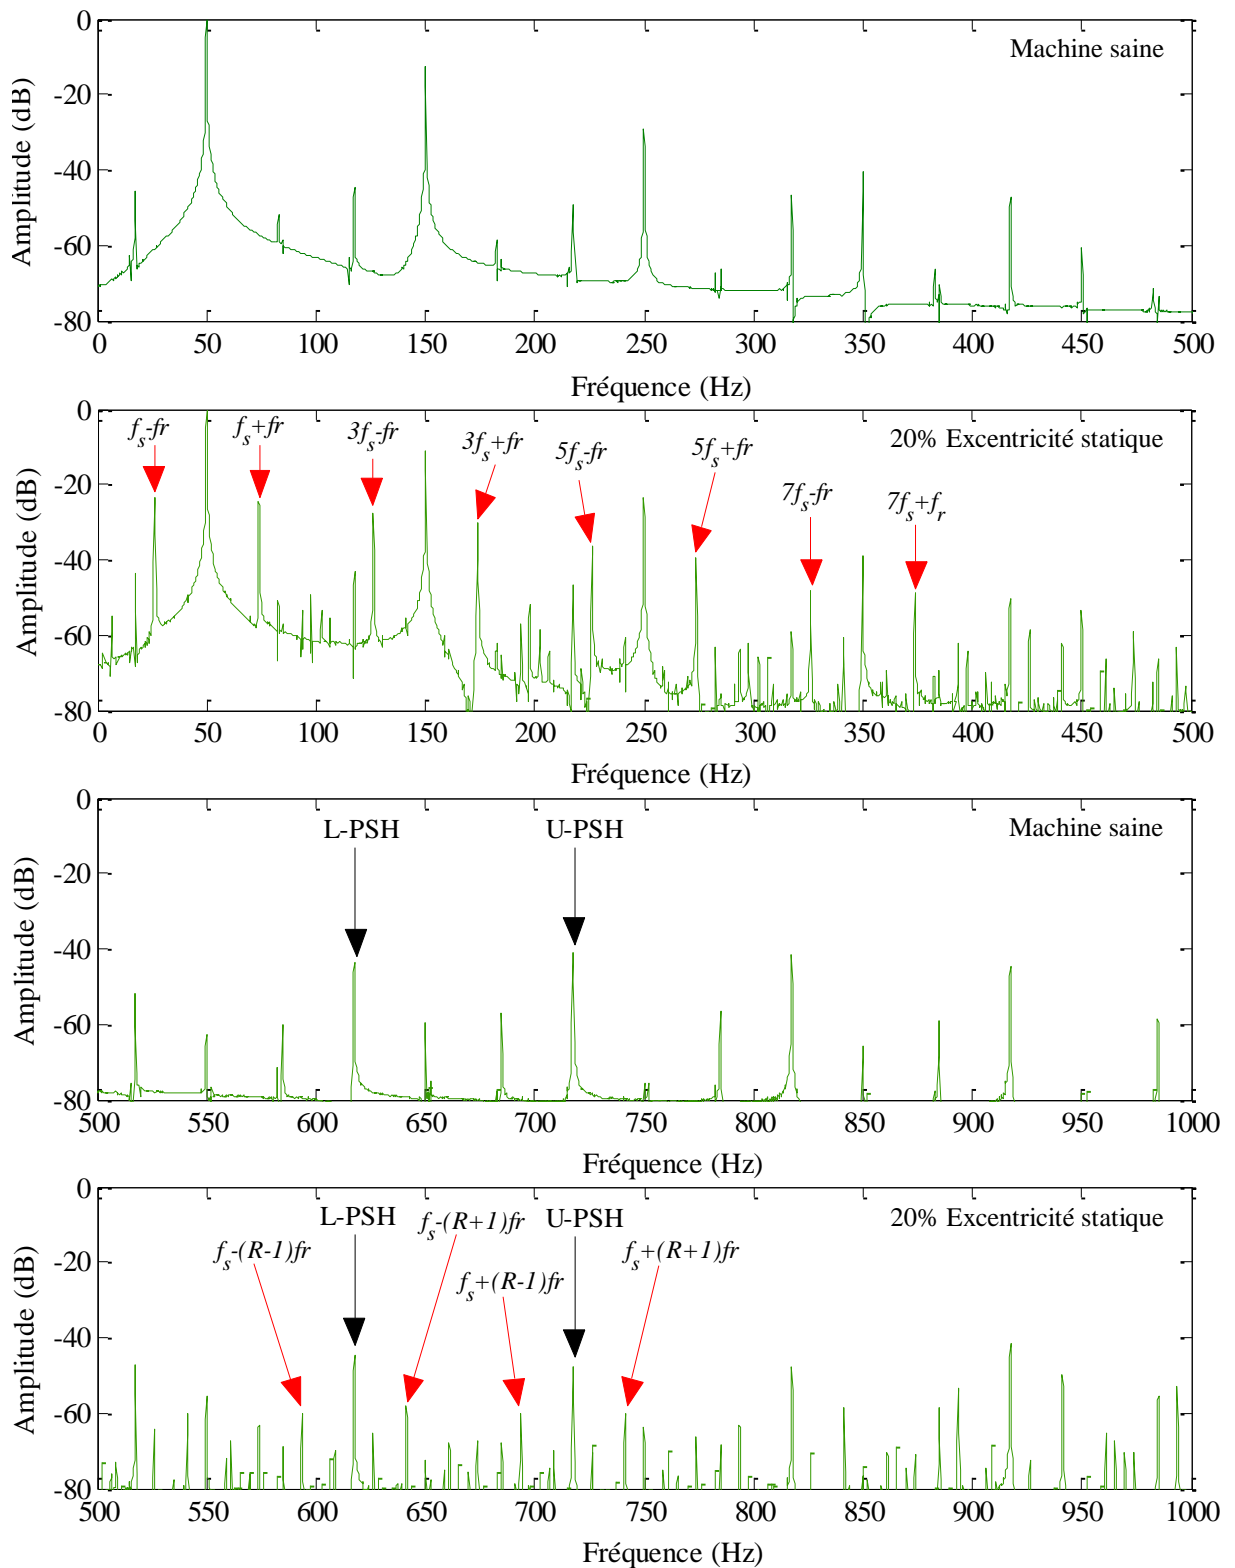 Machine saine
Amplitude (dB)
0
-20
-40
-60
-80
0 50 100 150 200 250 300 350 400 450 500
Fréquence (Hz)
20% Excentricité statique
fs-fr
fs+fr
3fs-fr
3fs+fr
5fs-fr
5fs+fr
7fs-fr
7fs+fr
Amplitude (dB)
0
-20
-40
-60
-80
0 50 100 150 200 250 300 350 400 450 500
Fréquence (Hz)
Machine saine
L-PSH
U-PSH
Amplitude (dB)
0
-20
-40
-60
-80
500 550 600 650 700 750 800 850 900 950 1000
Fréquence (Hz)
20% Excentricité statique
L-PSH
U-PSH
fs-(R-1)fr
fs-(R+1)fr
fs+(R-1)fr
fs+(R+1)fr
Amplitude (dB)
0
-20
-40
-60
-80
500 550 600 650 700 750 800 850 900 950 1000
Fréquence (Hz)